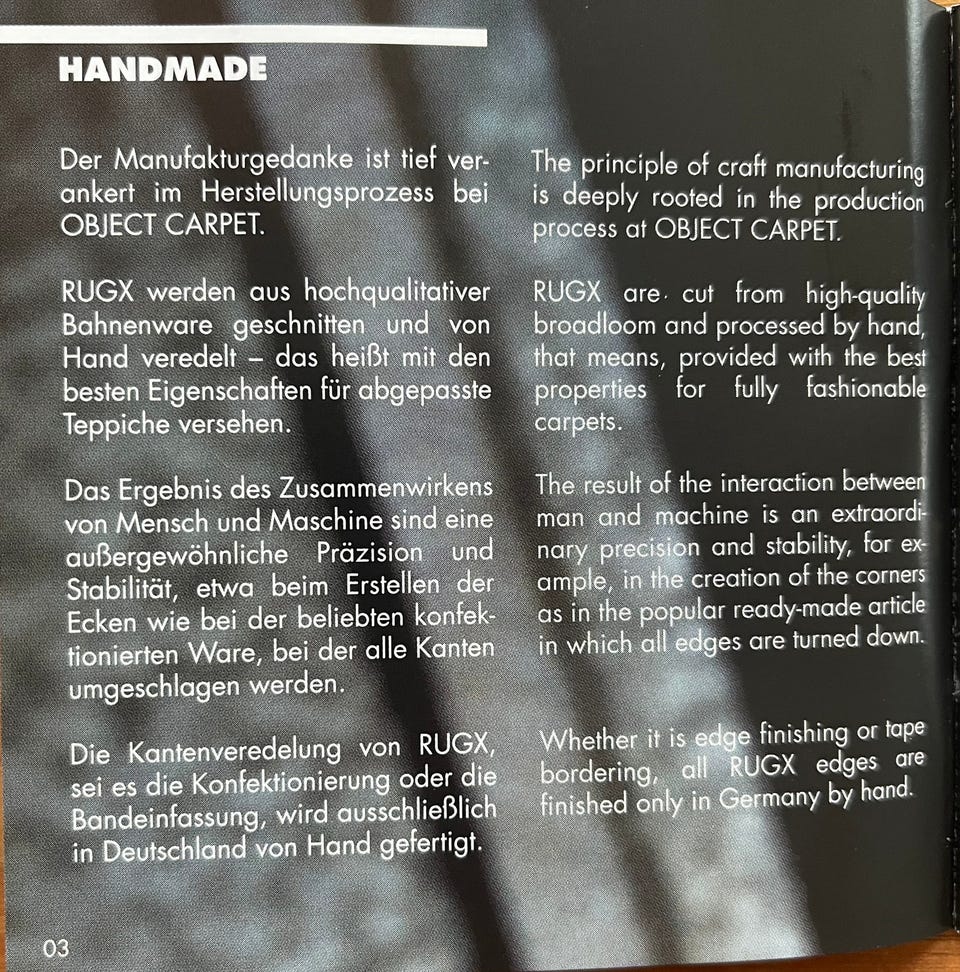 HANDMADE
Der Manufakturgedanke ist tief ver-
ankert im Herstellungsprozess bei
OBJECT CARPET.
RUGX werden aus hochqualitativer
Bahnenware geschnitten und von
Hand veredelt – das heißt mit den
besten Eigenschaften für abgepasste
Teppiche versehen.
Das Ergebnis des Zusammenwirkens
von Mensch und Maschine sind eine
außergewöhnliche Präzision und
Stabilität, etwa beim Erstellen der
Ecken wie bei der beliebten konfek-
tionierten Ware, bei der alle Kanten
umgeschlagen werden.
Die Kantenveredelung von RUGX,
sei es die Konfektionierung oder die
Bandeinfassung, wird ausschließlich
in Deutschland von Hand gefertigt.
The principle of craft manufacturing
is deeply rooted in the production
process at OBJECT CARPET.
RUGX are cut from high-quality
broadloom and processed by hand,
that means, provided with the best
properties for fully fashionable
carpets.
The result of the interaction between
man and machine is an extraordi-
nary precision and stability, for ex-
ample, in the creation of the corners
as in the popular ready-made article
in which all edges are turned down.
Whether it is edge finishing or tape
bordering, all RUGX edges are
finished only in Germany by hand.
03